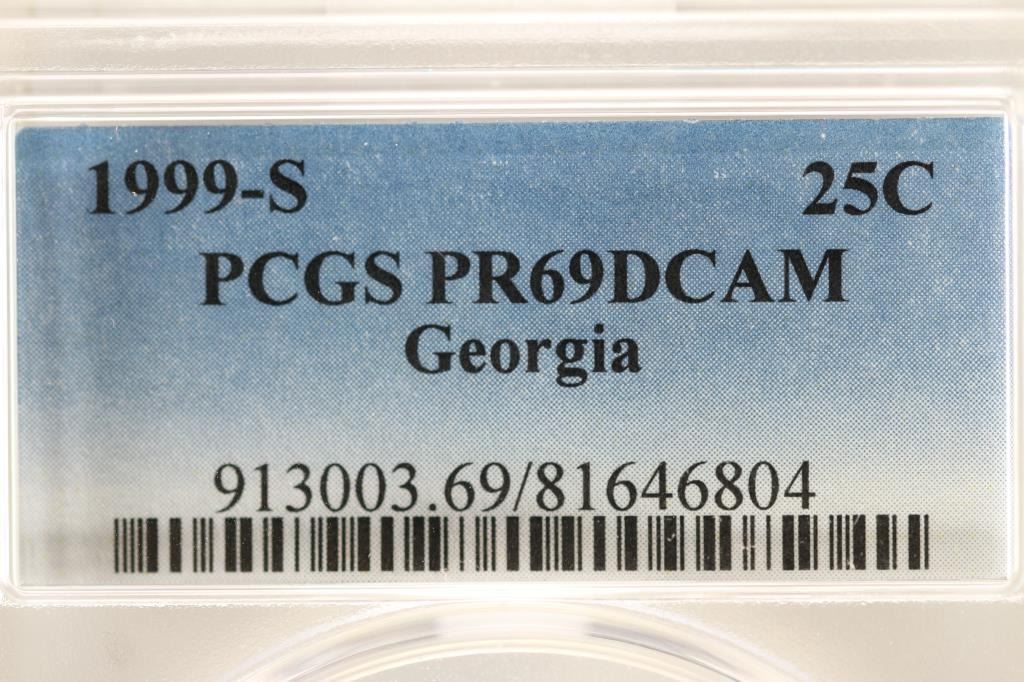 1999-S 25C
PCGS PR69DCAM
Georgia
913003.69/81646804